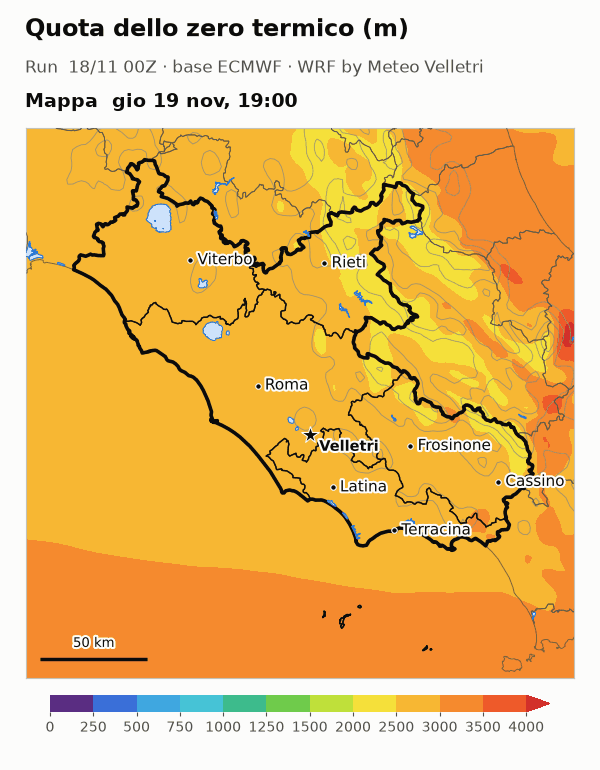 Quota dello zero termico (m)
Run  18/11 00Z · base ECMWF · WRF by Meteo Velletri
Mappa  gio 19 nov, 19:00
Viterbo
Rieti
Roma
Velletri
Frosinone
Cassino
Latina
Terracina
50 km
0 250 500 750 1000 1250 1500 2000 2500 3000 3500 4000